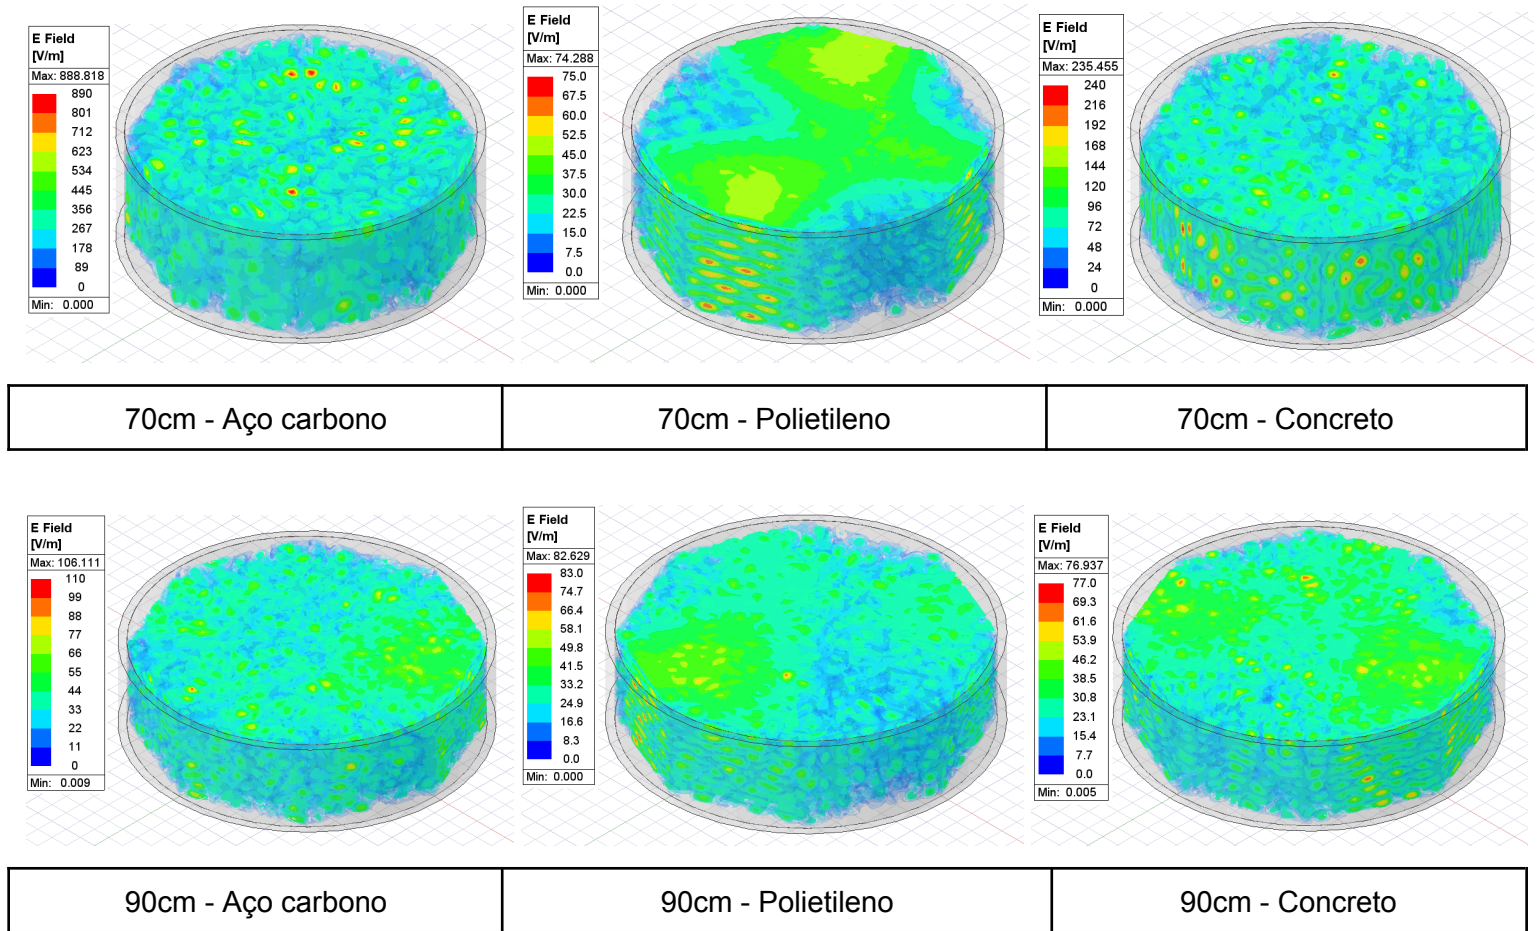 E Field
[V/m]
Max: 888.818
890
801
712
623
534
445
356
267
178
89
0
Min: 0.000
E Field
[V/m]
Max: 74.288
75.0
67.5
60.0
52.5
45.0
37.5
30.0
22.5
15.0
7.5
0.0
Min: 0.000
E Field
[V/m]
Max: 235.455
240
216
192
168
144
120
96
72
48
24
0
Min: 0.000
70cm - Aço carbono
70cm - Polietileno
70cm - Concreto
E Field
[V/m]
Max: 106.111
110
99
88
77
66
55
44
33
22
11
0
Min: 0.009
E Field
[V/m]
Max: 82.629
83.0
74.7
66.4
58.1
49.8
41.5
33.2
24.9
16.6
8.3
0.0
Min: 0.000
E Field
[V/m]
Max: 76.937
77.0
69.3
61.6
53.9
46.2
38.5
30.8
23.1
15.4
7.7
0.0
Min: 0.005
90cm - Aço carbono
90cm - Polietileno
90cm - Concreto